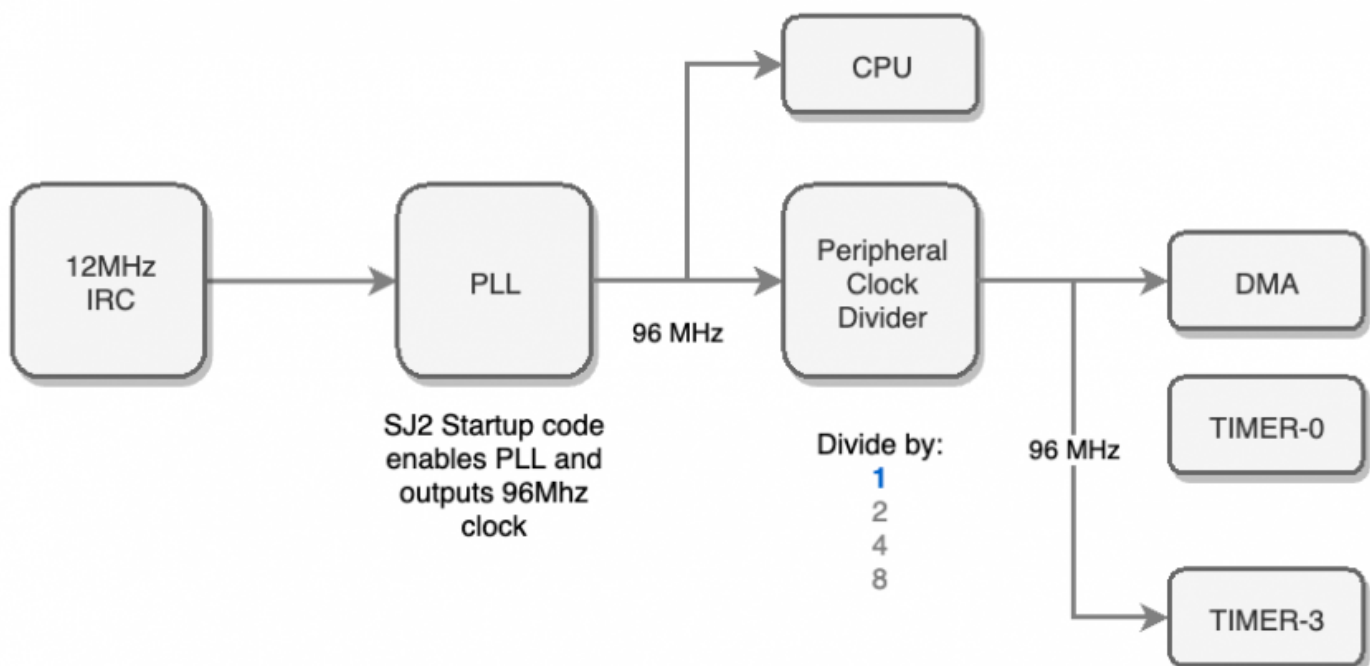 CPU
12MHz
IRC
PLL
96 MHz
Peripheral
Clock
Divider
DMA
SJ2 Startup code
enables PLL and
outputs 96Mhz
clock
Divide by:
1
2
4
8
96 MHz
TIMER-0
TIMER-3